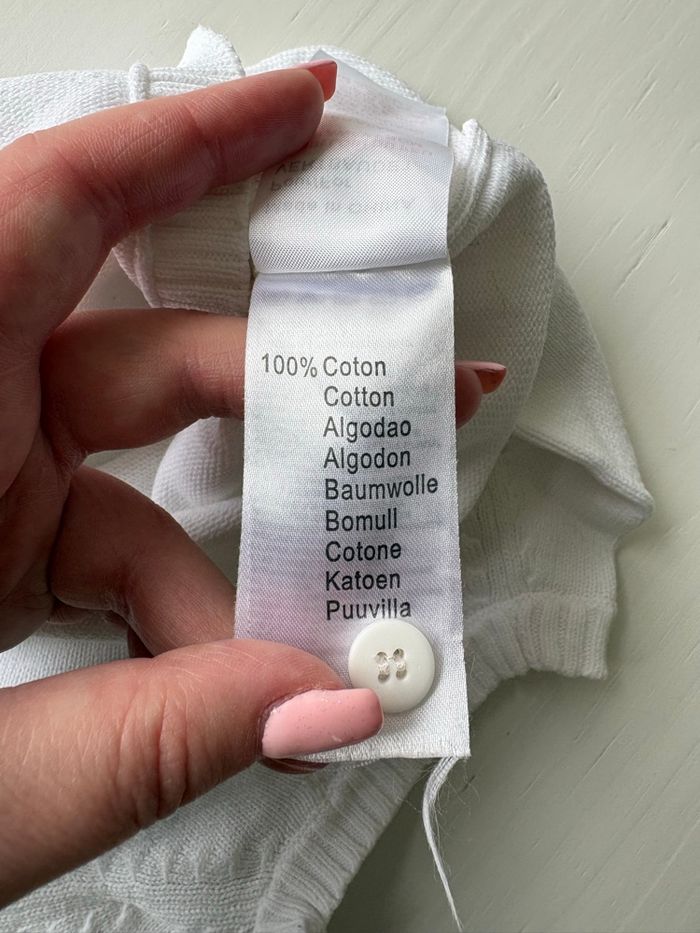 100% Coton
Cotton
Algodao
Algodon
Baumwolle
Bomull
Cotone
Katoen
Puuvilla